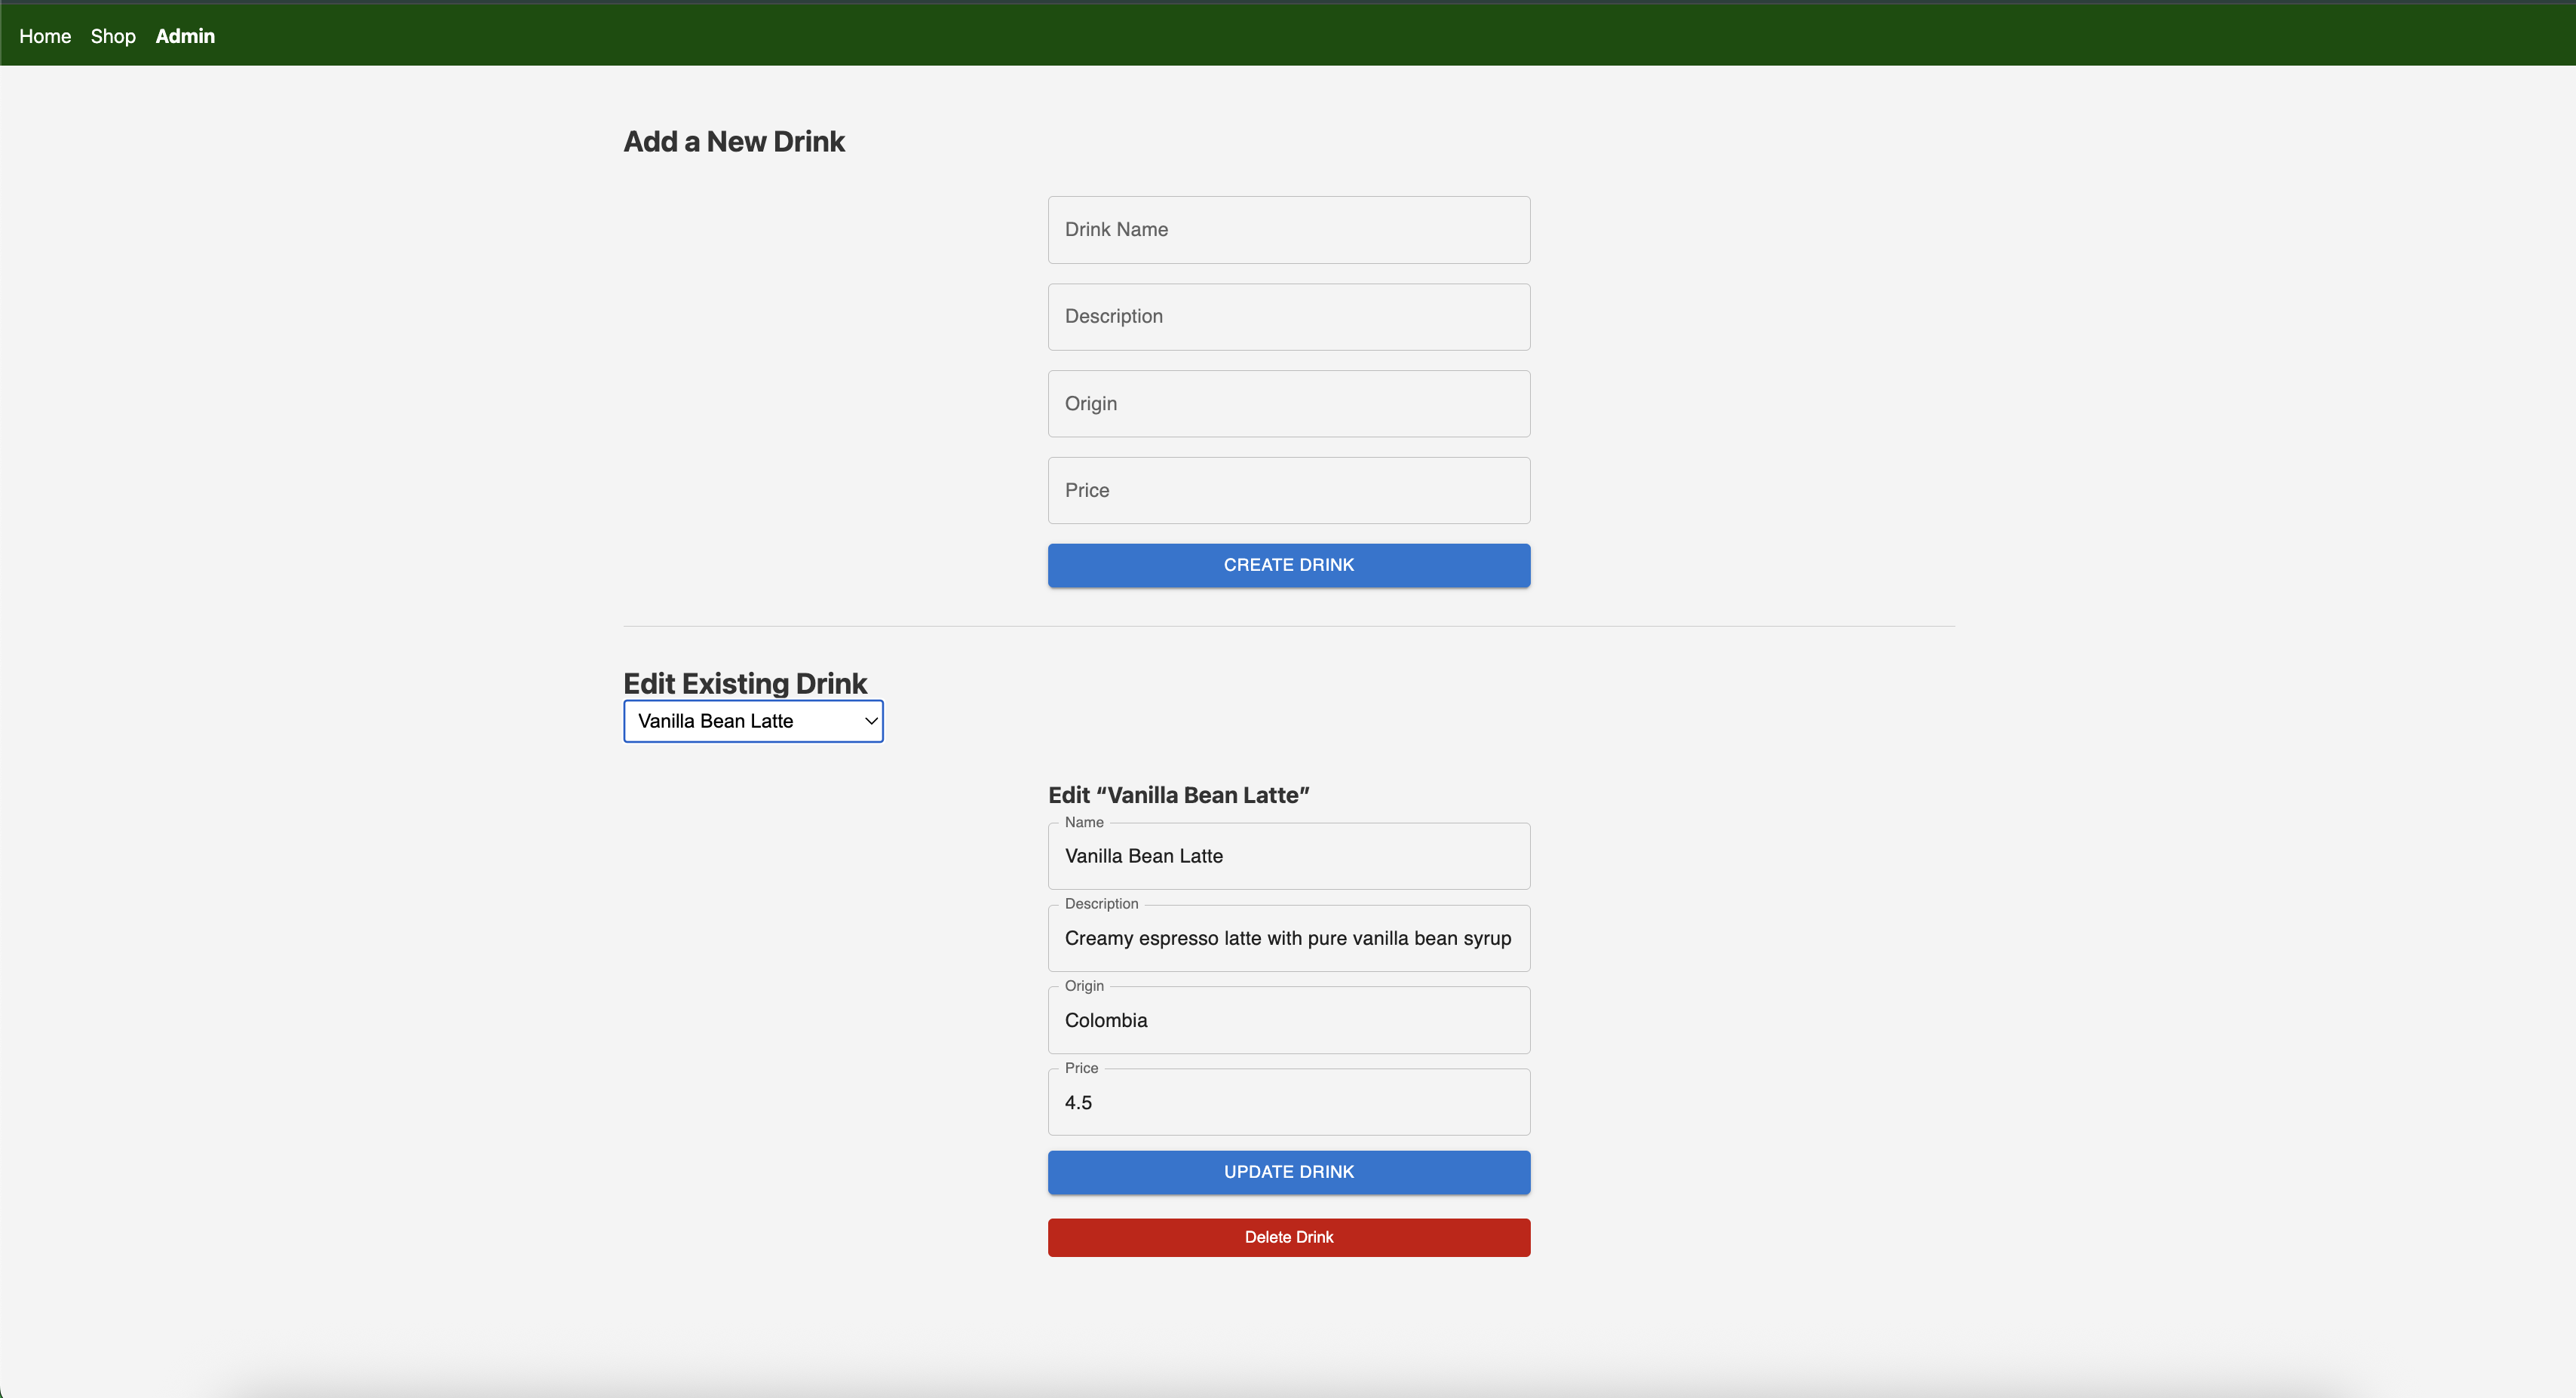 Home Shop Admin
Add a New Drink
Drink Name
Description
Origin
Price
CREATE DRINK
Edit Existing Drink
Vanilla Bean Latte
Edit “Vanilla Bean Latte”
Name
Vanilla Bean Latte
Description
Creamy espresso latte with pure vanilla bean syrup
Origin
Colombia
Price
4.5
UPDATE DRINK
Delete Drink